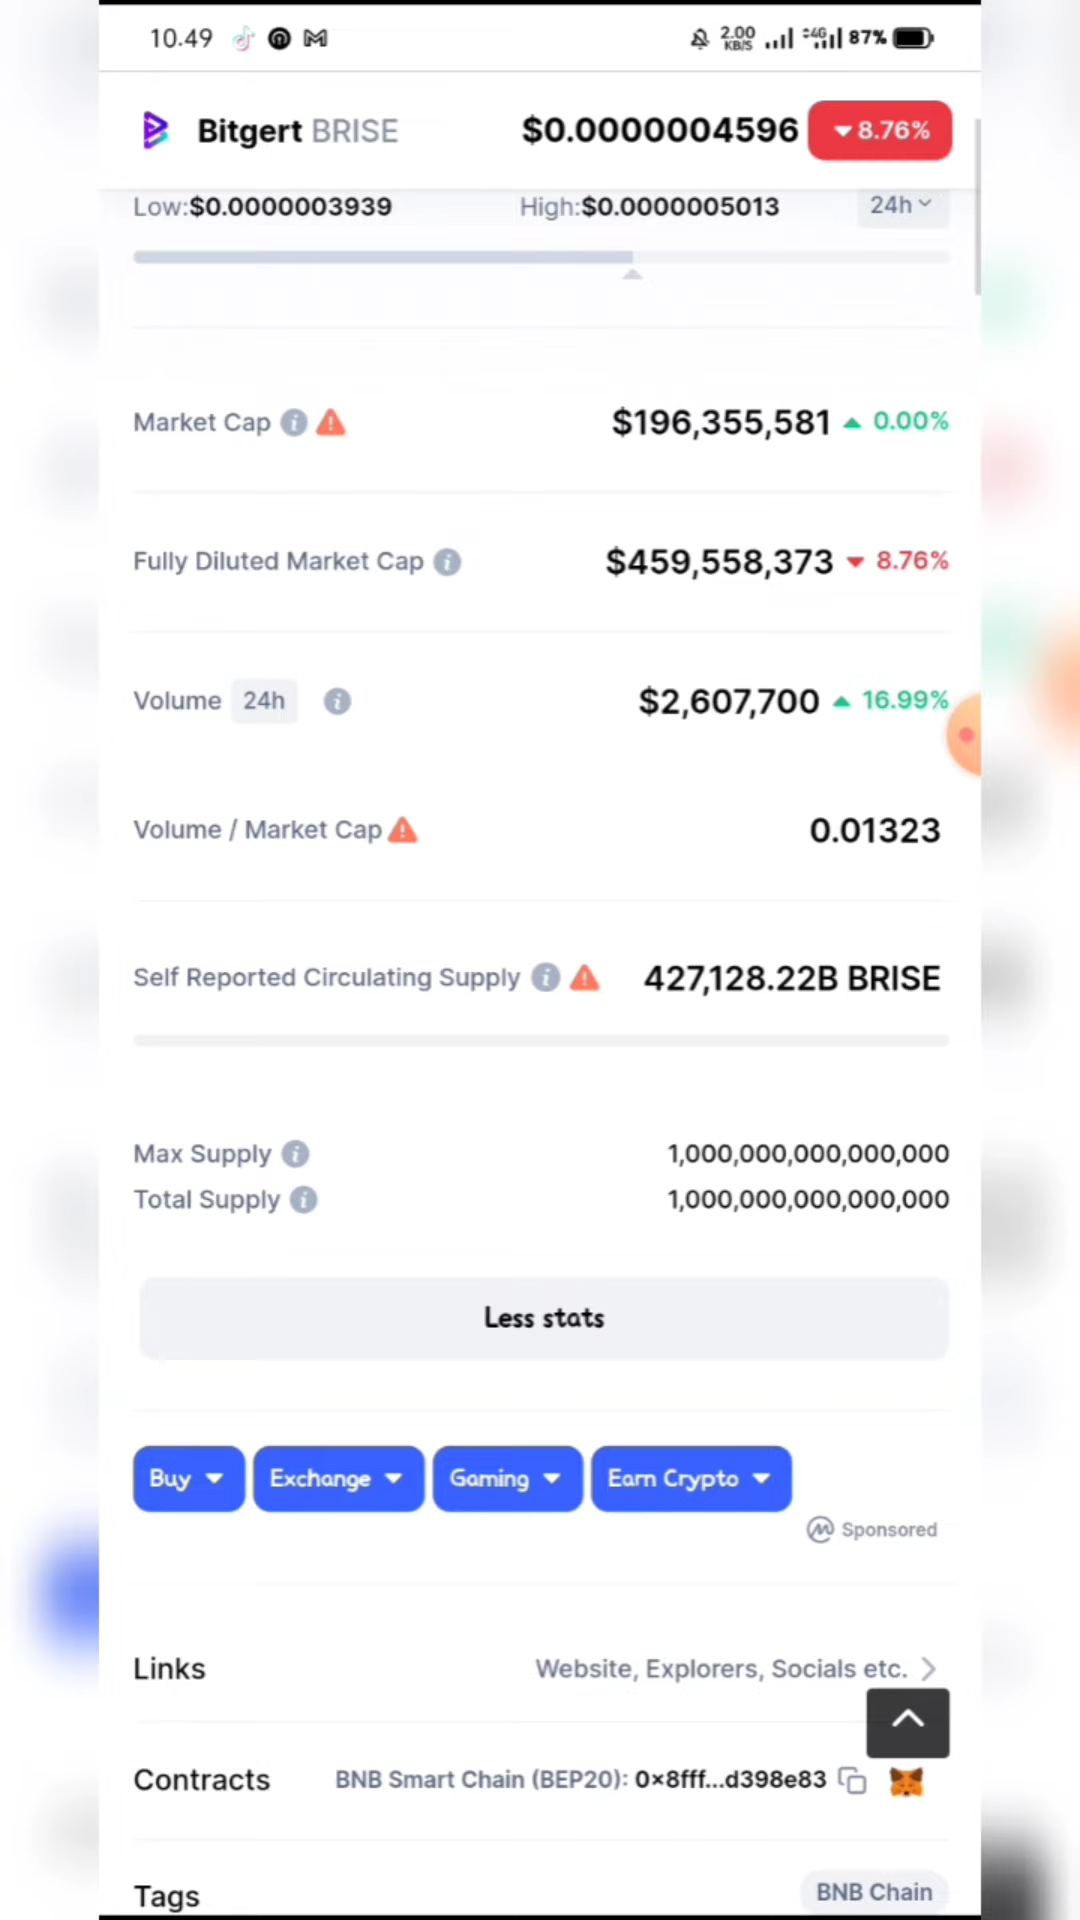 10.49 2.00 KB/S 4G 87%
Bitgert BRISE $0.0000004596 8.76%
Low:$0.0000003939 High:$0.0000005013 24h
Market Cap $196,355,581 0.00%
Fully Diluted Market Cap $459,558,373 8.76%
Volume 24h $2,607,700 16.99%
Volume / Market Cap 0.01323
Self Reported Circulating Supply 427,128.22B BRISE
Max Supply 1,000,000,000,000,000
Total Supply 1,000,000,000,000,000
Less stats
Buy Exchange Gaming Earn Crypto
Sponsored
Links Website, Explorers, Socials etc.
Contracts BNB Smart Chain (BEP20): 0x8fff...d398e83
Tags BNB Chain